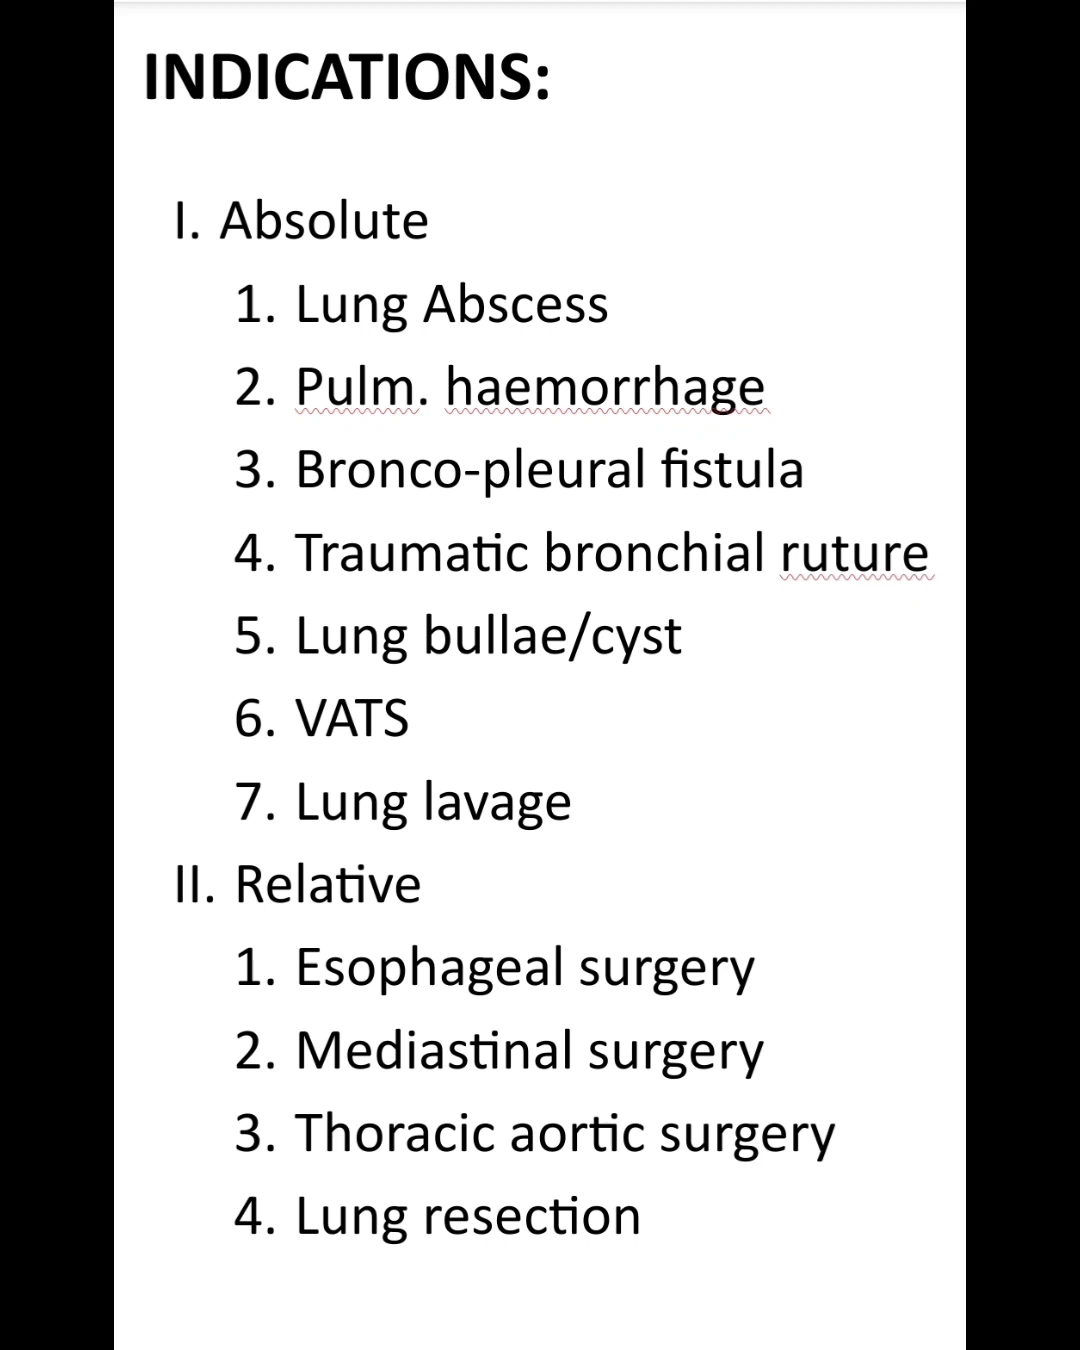 INDICATIONS:
I. Absolute
1. Lung Abscess
2. Pulm. haemorrhage
3. Bronco-pleural fistula
4. Traumatic bronchial ruture
5. Lung bullae/cyst
6. VATS
7. Lung lavage
II. Relative
1. Esophageal surgery
2. Mediastinal surgery
3. Thoracic aortic surgery
4. Lung resection